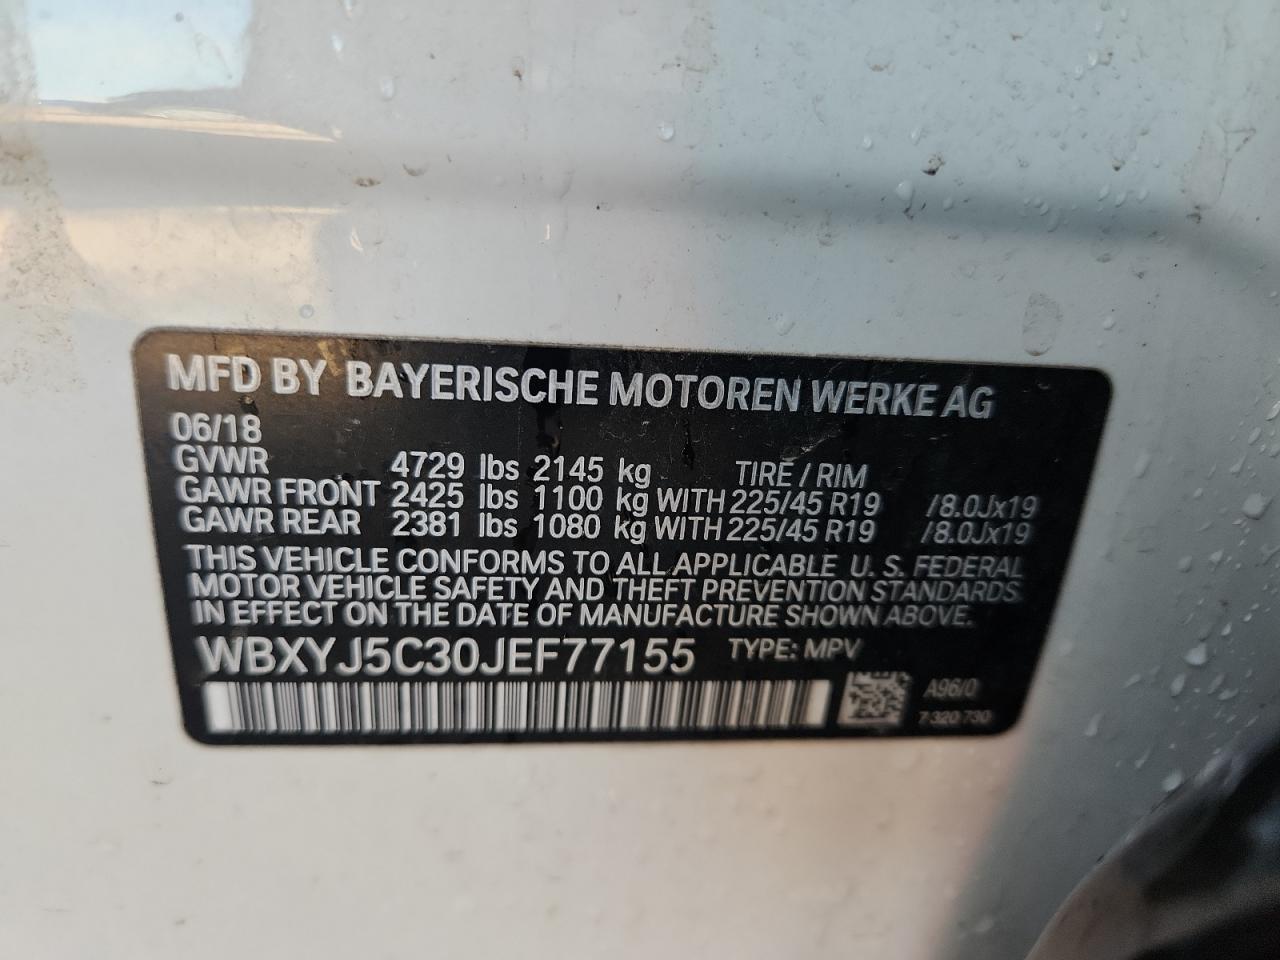 MFD BY BAYERISCHE MOTOREN WERKE AG
06/18
GVWR 4729 lbs 2145 kg TIRE / RIM
GAWR FRONT 2425 lbs 1100 kg WITH 225/45 R19 /8.0Jx19
GAWR REAR 2381 lbs 1080 kg WITH 225/45 R19 /8.0Jx19
THIS VEHICLE CONFORMS TO ALL APPLICABLE U. S. FEDERAL
MOTOR VEHICLE SAFETY AND THEFT PREVENTION STANDARDS
IN EFFECT ON THE DATE OF MANUFACTURE SHOWN ABOVE.
WBXYJ5C30JEF77155 TYPE: MPV
A96/0
7 320 730